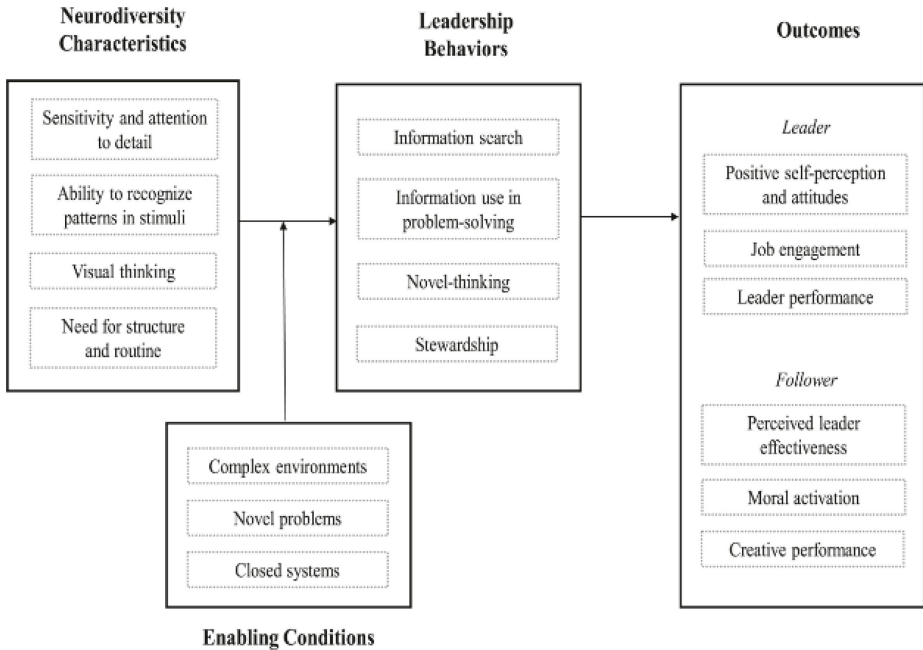 Neurodiversity
Characteristics
Sensitivity and attention
to detail
Ability to recognize
patterns in stimuli
Visual thinking
Need for structure
and routine
Leadership
Behaviors
Information search
Information use in
problem-solving
Novel-thinking
Stewardship
Outcomes
Leader
Positive self-perception
and attitudes
Job engagement
Leader performance
Follower
Perceived leader
effectiveness
Moral activation
Creative performance
Complex environments
Novel problems
Closed systems
Enabling Conditions